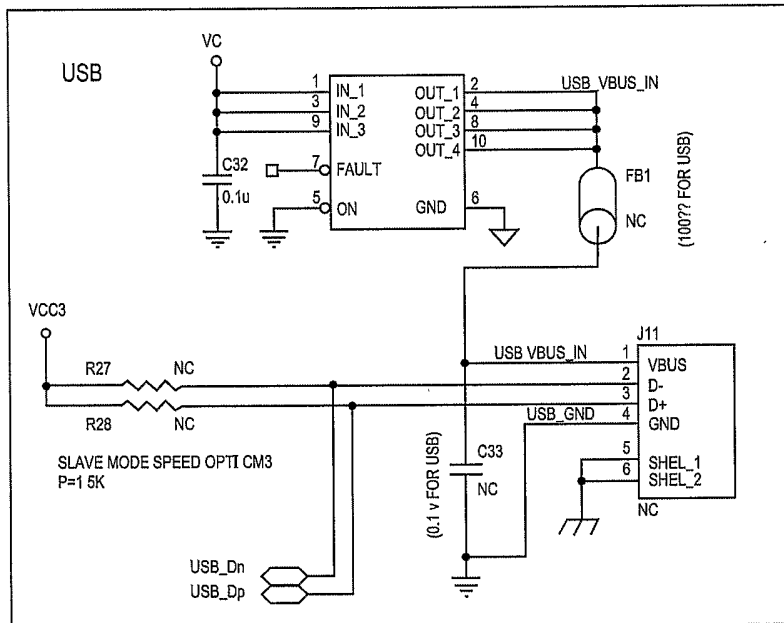 USB
VC
1 IN_1
3 IN_2
9 IN_3
7 FAULT
5 ON
OUT_1 2
OUT_2 4
OUT_3 8
OUT_4 10
GND 6
USB_VBUS_IN
C32
0.1u
FB1
NC
(100?? FOR USB)
VCC3
R27 NC
R28 NC
SLAVE MODE SPEED OPTI CM3
P=1 5K
USB VBUS_IN
USB_GND
C33
NC
(0.1 v FOR USB)
J11
1 VBUS
2 D-
3 D+
4 GND
5 SHEL_1
6 SHEL_2
NC
USB_Dn
USB_Dp